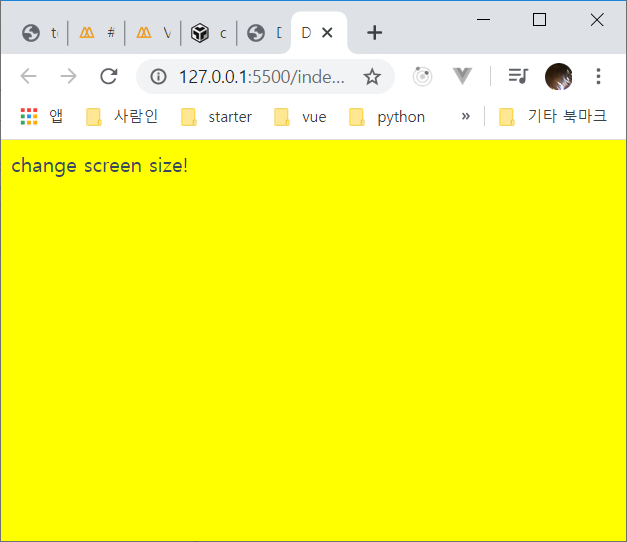 127.0.0.1:5500/inde...
앱 사람인 starter vue python » 기타 북마크
change screen size!